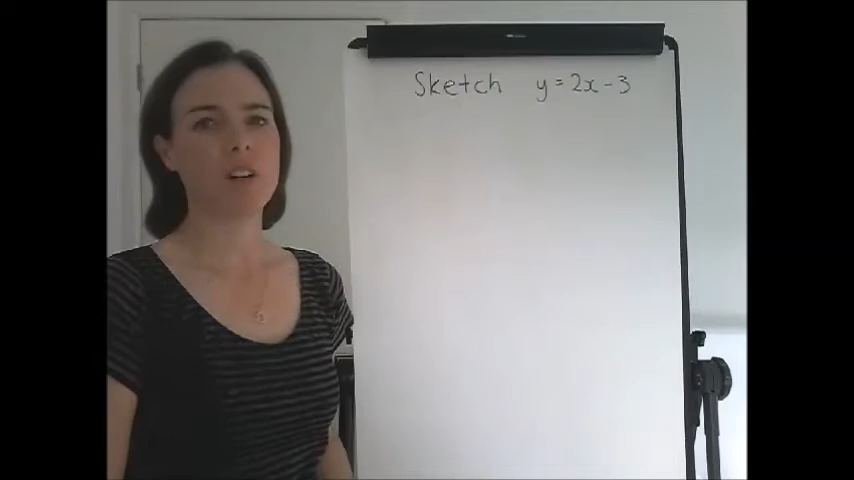 Sketch y = 2x - 3